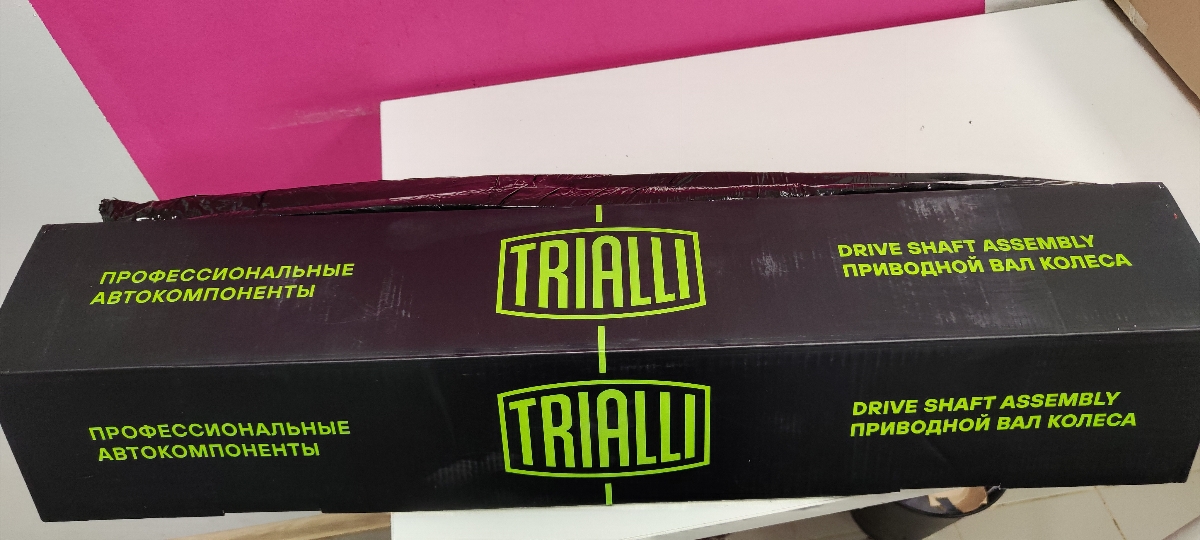 ПРОФЕССИОНАЛЬНЫЕ
АВТОКОМПОНЕНТЫ
TRIALLI
DRIVE SHAFT ASSEMBLY
ПРИВОДНОЙ ВАЛ КОЛЕСА
ПРОФЕССИОНАЛЬНЫЕ
АВТОКОМПОНЕНТЫ
TRIALLI
DRIVE SHAFT ASSEMBLY
ПРИВОДНОЙ ВАЛ КОЛЕСА